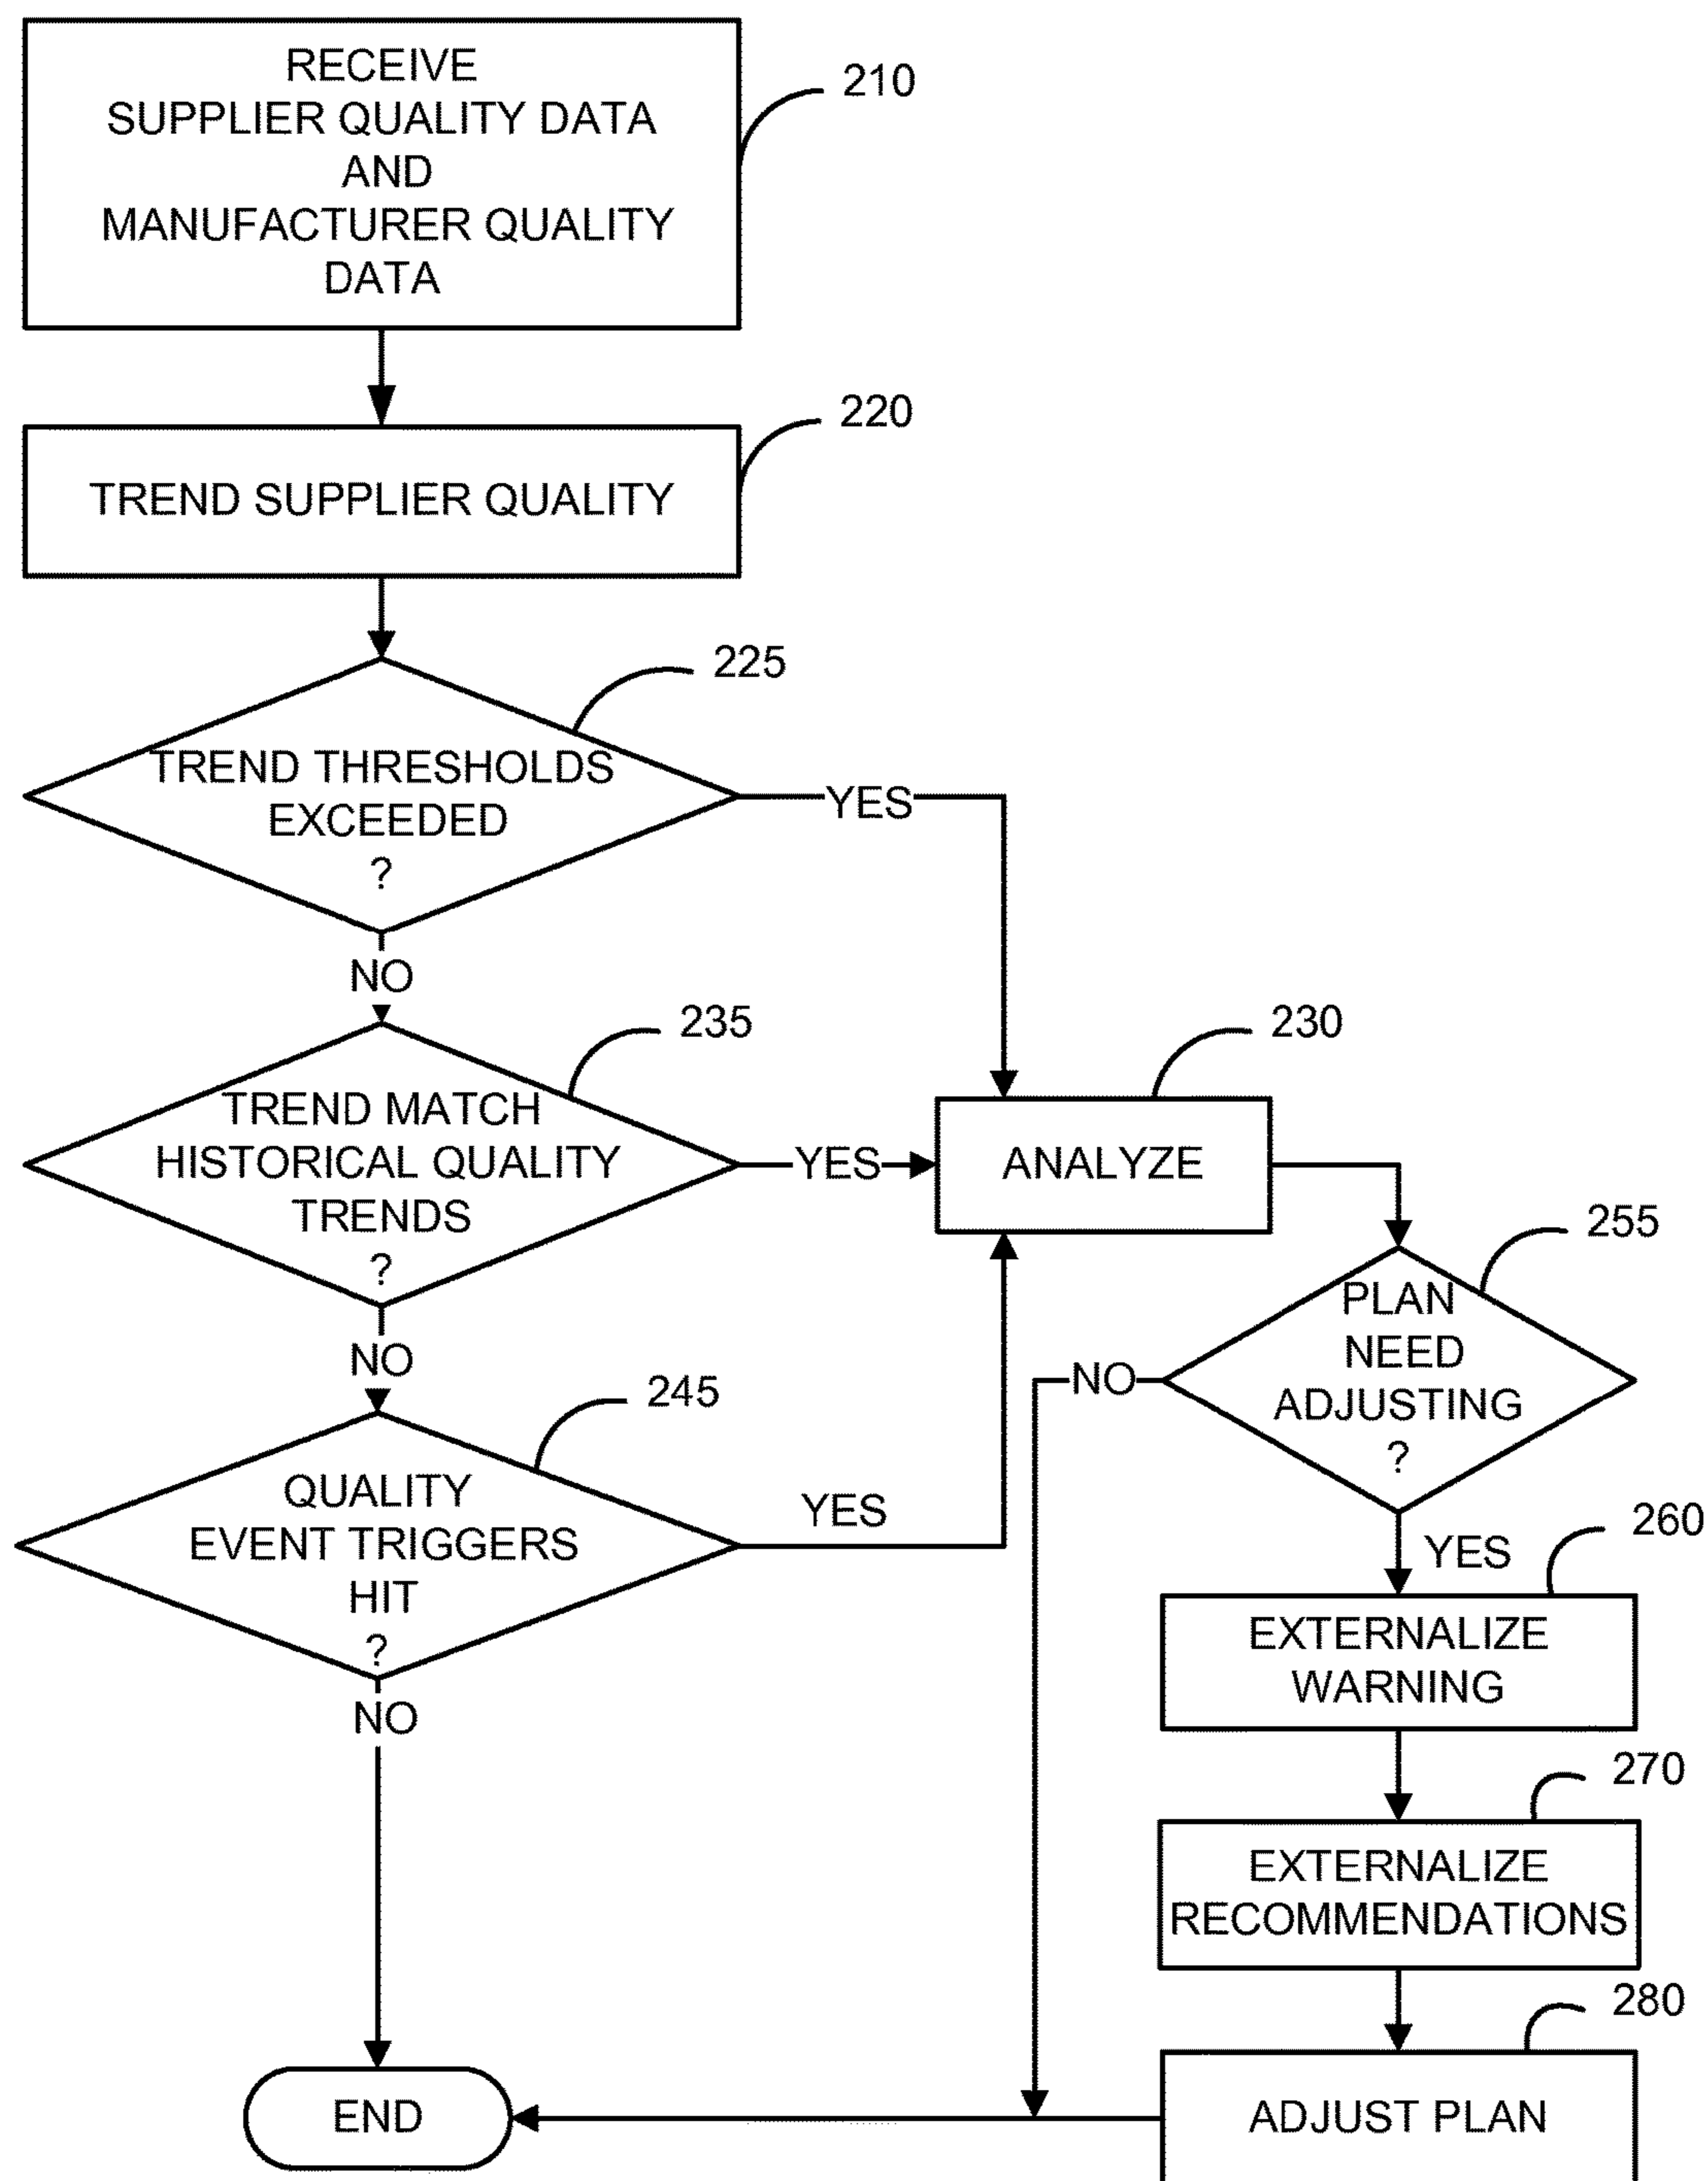 RECEIVE
SUPPLIER QUALITY DATA
AND
MANUFACTURER QUALITY
DATA
210
TREND SUPPLIER QUALITY
220
TREND THRESHOLDS
EXCEEDED
?
225
YES
NO
TREND MATCH
HISTORICAL QUALITY
TRENDS
?
235
YES
NO
ANALYZE
230
QUALITY
EVENT TRIGGERS
HIT
?
245
YES
NO
PLAN
NEED
ADJUSTING
?
255
NO
YES
EXTERNALIZE
WARNING
260
EXTERNALIZE
RECOMMENDATIONS
270
ADJUST PLAN
280
END